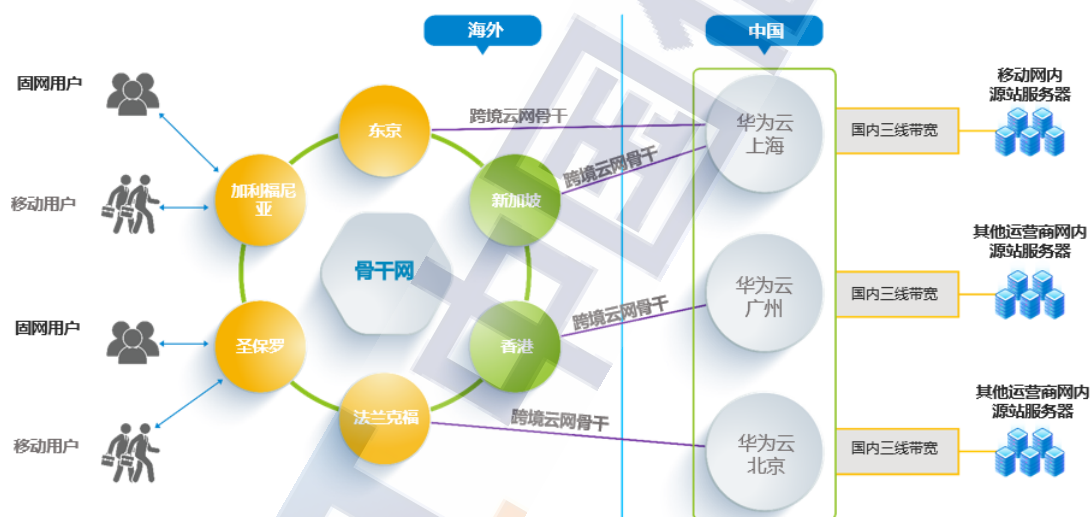 海外
中国
固网用户
移动用户
固网用户
移动用户
东京
加利福尼
亚
新加坡
骨干网
圣保罗
香港
法兰克福
跨境云网骨干
跨境云网骨干
跨境云网骨干
跨境云网骨干
华为云
上海
华为云
广州
华为云
北京
国内三线带宽
国内三线带宽
国内三线带宽
移动网内
源站服务器
其他运营商网内
源站服务器
其他运营商网内
源站服务器